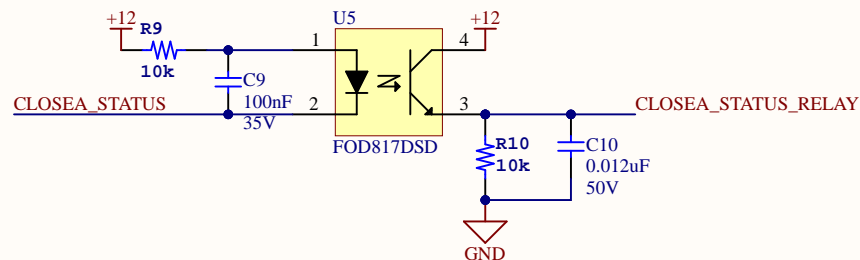 +12
R9
10k
C9
100nF
35V
CLOSEA_STATUS
U5
1
2
4
3
FOD817DSD
+12
CLOSEA_STATUS_RELAY
R10
10k
C10
0.012uF
50V
GND